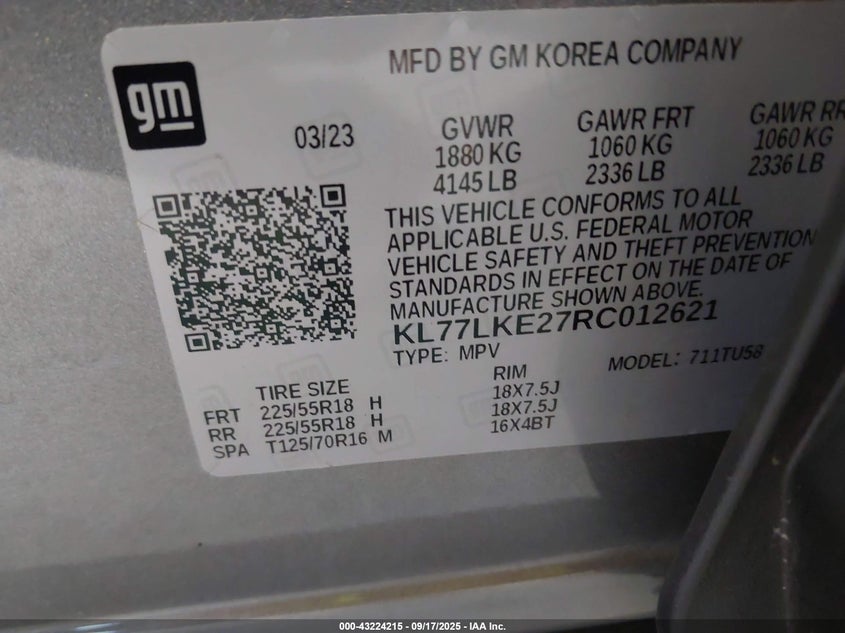 MFD BY GM KOREA COMPANY
gm
03/23
GVWR GAWR FRT GAWR RR
1880 KG 1060 KG 1060 KG
4145 LB 2336 LB 2336 LB
THIS VEHICLE CONFORMS TO ALL
APPLICABLE U.S. FEDERAL MOTOR
VEHICLE SAFETY AND THEFT PREVENTION
STANDARDS IN EFFECT ON THE DATE OF
MANUFACTURE SHOWN ABOVE.
KL77LKE27RC012621
TYPE: MPV MODEL: 711TU58
TIRE SIZE RIM
FRT 225/55R18 H 18X7.5J
RR 225/55R18 H 18X7.5J
SPA T125/70R16 M 16X4BT
000-43224215 - 09/17/2025 - IAA Inc.